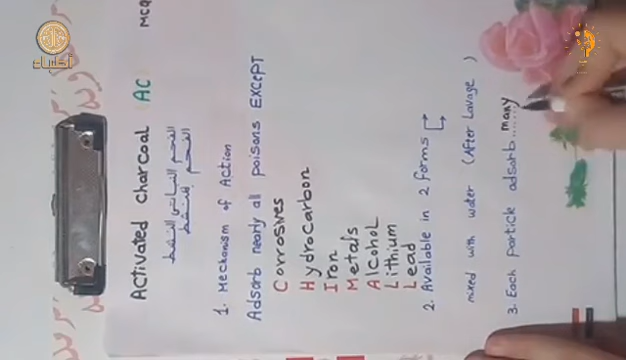 أطباء
Activated charcoal AC MCQ
الفحم النباتي النشط
الفحم المنشط
1. Mechanism of Action
Adsorb nearly all poisons EXCEPT
Corrosives
Hydrocarbon
Iron
Metals
Alcohol
Lithium
Lead
2. Available in 2 forms
mixed with water (After Lavage)
3. Each particle adsorb many ......